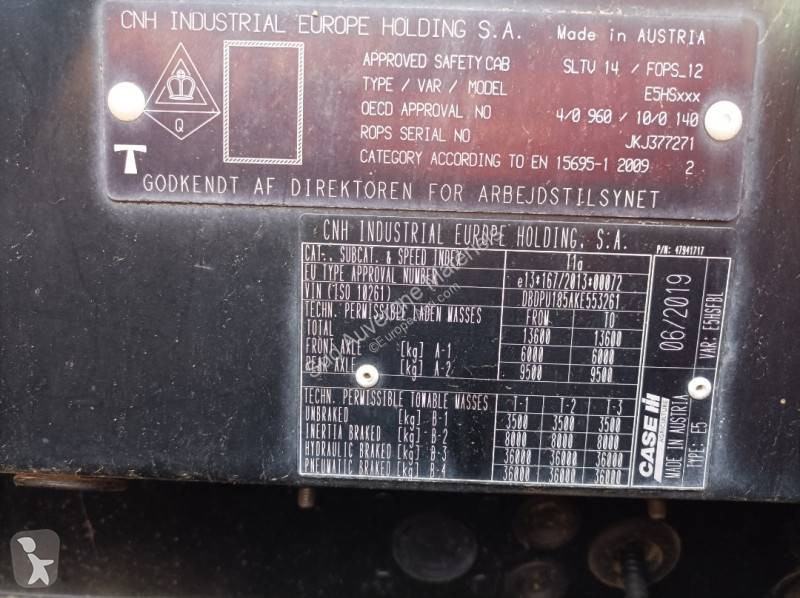 CNH INDUSTRIAL EUROPE HOLDING S.A. Made in AUSTRIA
APPROVED SAFETY CAB SLTV 14 / FOPS_12
TYPE / VAR / MODEL E5HSxxx
OECD APPROVAL NO 4/0 960 / 10/0 140
ROPS SERIAL NO JKJ377271
CATEGORY ACCORDING TO EN 15695-1 2009 2
Q
T
GODKENDT AF DIREKTOREN FOR ARBEJDSTILSYNET
CNH INDUSTRIAL EUROPE HOLDING, S.A.
P/N: 47941717
CAT., SUBCAT. & SPEED INDEX T1a
EU TYPE APPROVAL NUMBER e13*167/2013*00072
VIN (ISO 10261) DBDPU185AKE553261
TECHN. PERMISSIBLE LADEN MASSES FROM TO
TOTAL 13600 13600
FRONT AXLE [kg] A-1 6000 6000
REAR AXLE [kg] A-2 9500 9500
TECHN. PERMISSIBLE TOWABLE MASSES T-1 T-2 T-3
UNBRAKED [kg] B-1 3500 3500 3500
INERTIA BRAKED [kg] B-2 8000 8000 8000
HYDRAULIC BRAKED [kg] B-3 36000 36000 36000
PNEUMATIC BRAKED [kg] B-4 36000 36000 36000
CASE III
MADE IN AUSTRIA
06/2019
TYPE: E5
VAR: E5HSFBL